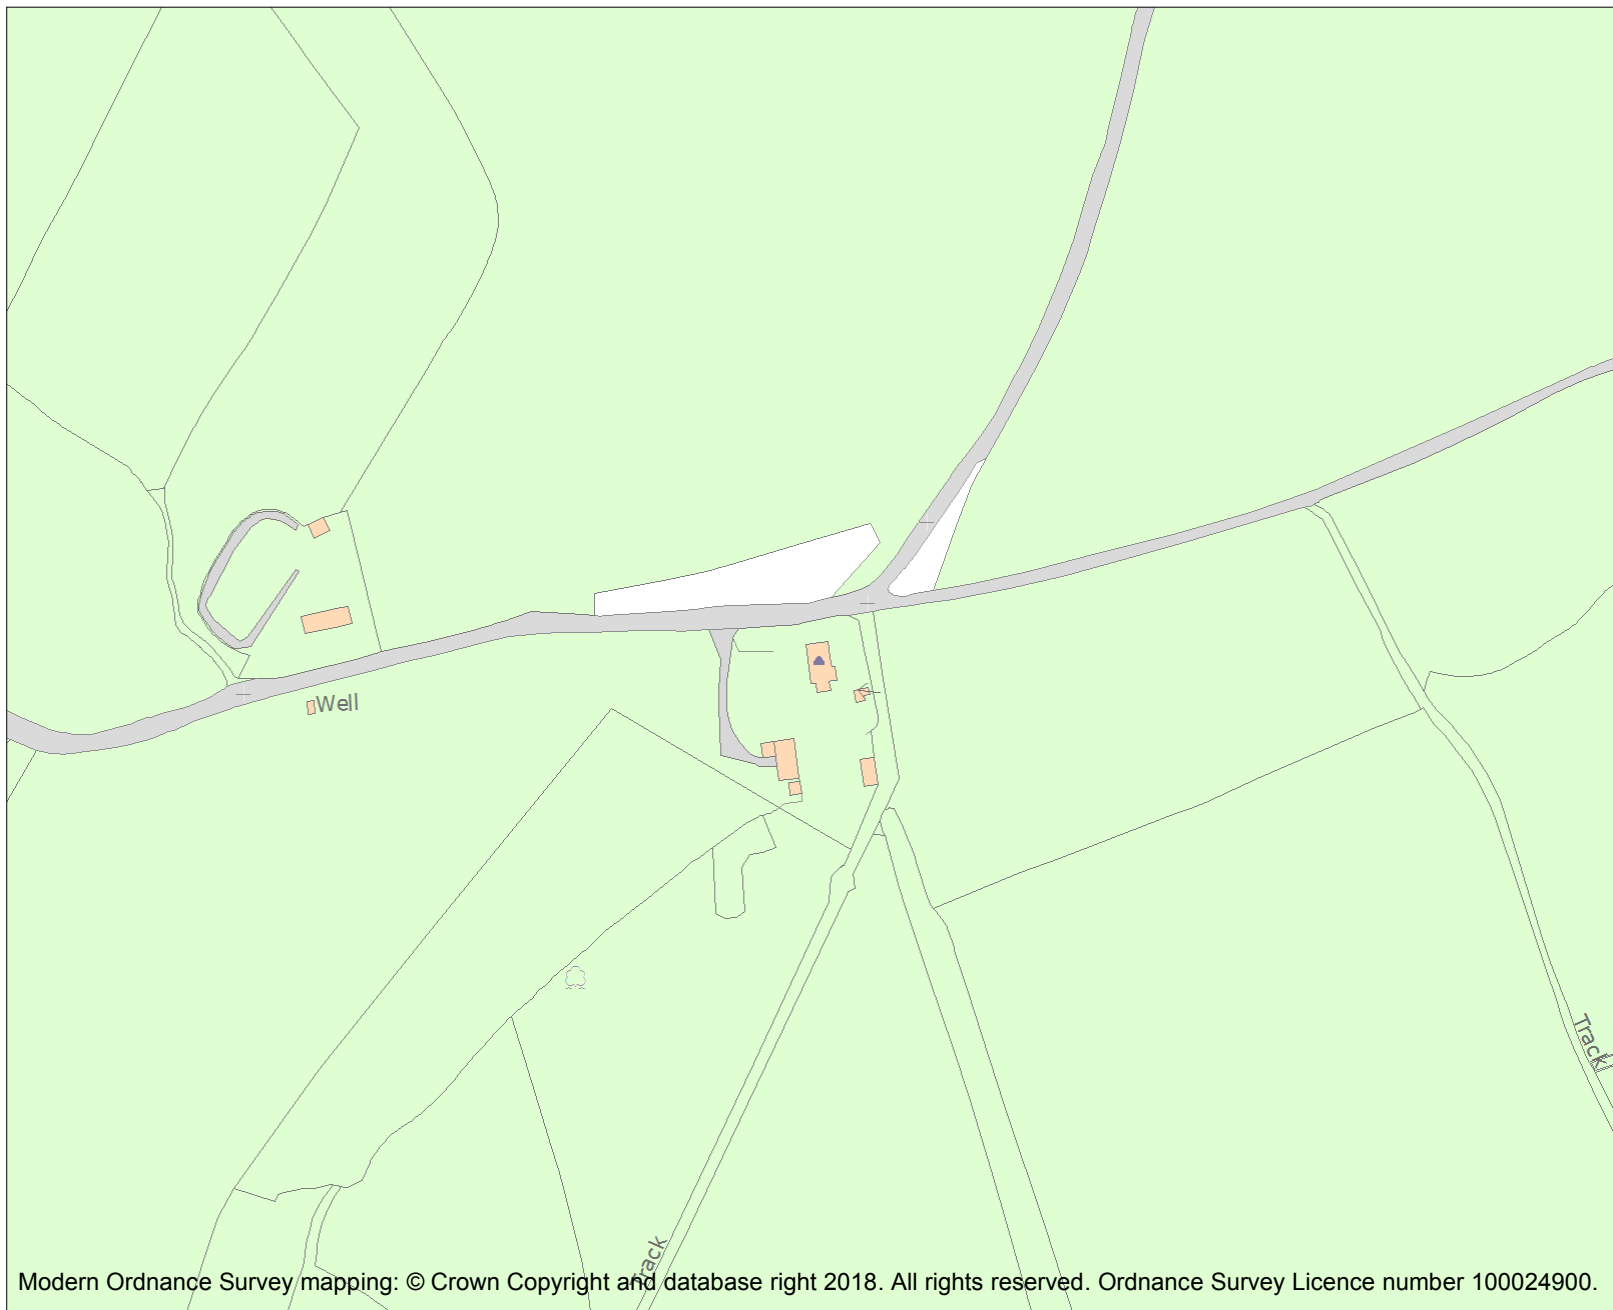 Well
Track
Track
Modern Ordnance Survey mapping: © Crown Copyright and database right 2018. All rights reserved. Ordnance Survey Licence number 100024900.